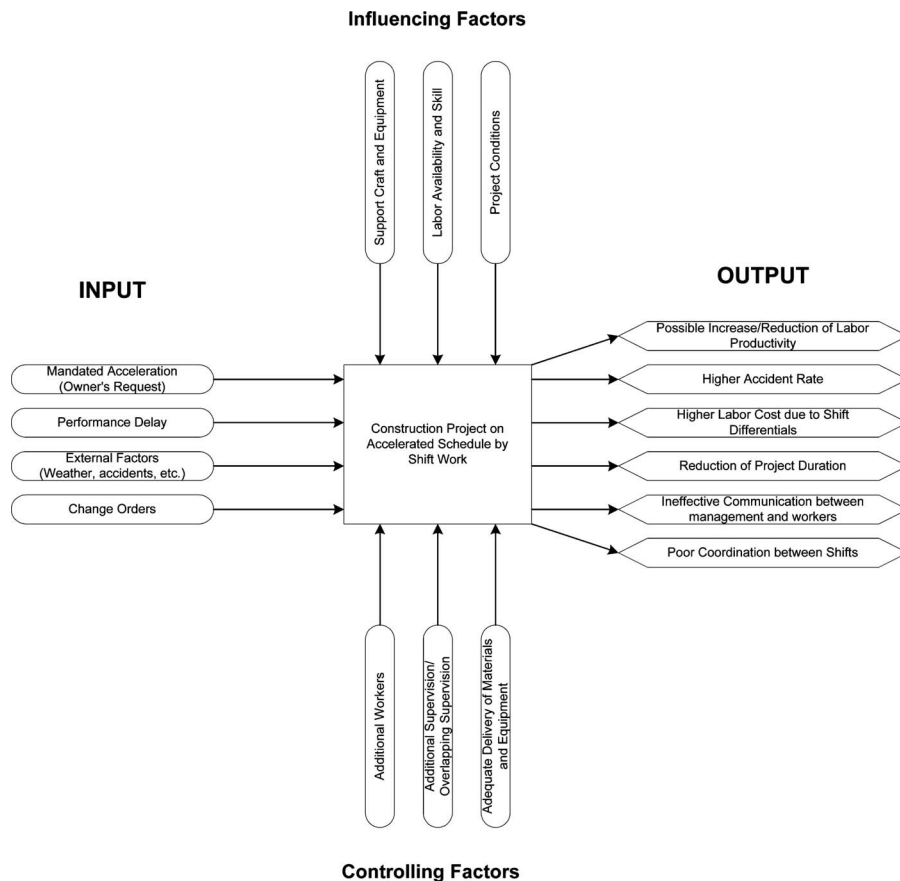 Influencing Factors
Support Craft and Equipment
Labor Availability and Skill
Project Conditions
INPUT
OUTPUT
Mandated Acceleration
(Owner's Request)
Performance Delay
External Factors
(Weather, accidents, etc.)
Change Orders
Construction Project on
Accelerated Schedule by
Shift Work
Possible Increase/Reduction of Labor
Productivity
Higher Accident Rate
Higher Labor Cost due to Shift
Differentials
Reduction of Project Duration
Ineffective Communication between
management and workers
Poor Coordination between Shifts
Additional Workers
Additional Supervision/
Overlapping Supervision
Adequate Delivery of Materials
and Equipment
Controlling Factors